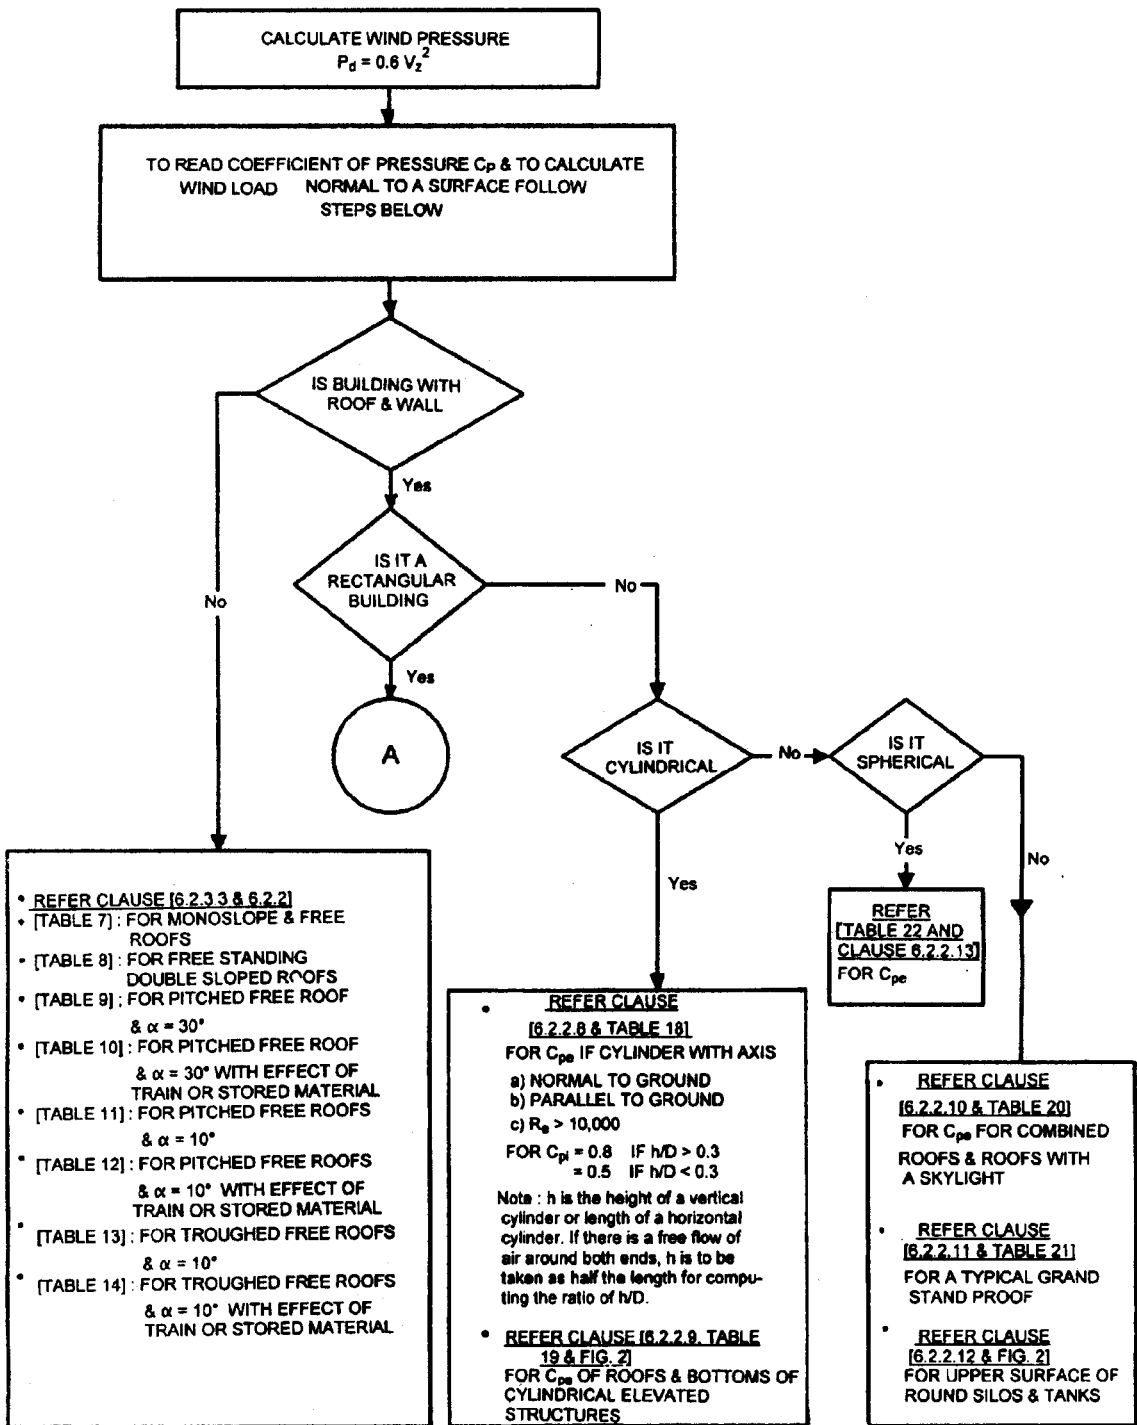 CALCULATE WIND PRESSURE
P_d = 0.6 V_z^2
TO READ COEFFICIENT OF PRESSURE Cp & TO CALCULATE
WIND LOAD NORMAL TO A SURFACE FOLLOW
STEPS BELOW
IS BUILDING WITH
ROOF & WALL
Yes
No
IS IT A
RECTANGULAR
BUILDING
No
Yes
A
IS IT
CYLINDRICAL
No
IS IT
SPHERICAL
Yes
No
Yes
• REFER CLAUSE [6.2.3.3 & 6.2.2]
• [TABLE 7] : FOR MONOSLOPE & FREE
ROOFS
• [TABLE 8] : FOR FREE STANDING
DOUBLE SLOPED ROOFS
• [TABLE 9] ; FOR PITCHED FREE ROOF
& α = 30°
• [TABLE 10] : FOR PITCHED FREE ROOF
& α = 30° WITH EFFECT OF
TRAIN OR STORED MATERIAL
• [TABLE 11] : FOR PITCHED FREE ROOFS
& α = 10°
• [TABLE 12] : FOR PITCHED FREE ROOFS
& α = 10° WITH EFFECT OF
TRAIN OR STORED MATERIAL
• [TABLE 13] : FOR TROUGHED FREE ROOFS
& α = 10°
• [TABLE 14] : FOR TROUGHED FREE ROOFS
& α = 10° WITH EFFECT OF
TRAIN OR STORED MATERIAL
• REFER CLAUSE
[6.2.2.8 & TABLE 18]
FOR C_pe IF CYLINDER WITH AXIS
a) NORMAL TO GROUND
b) PARALLEL TO GROUND
c) R_e > 10,000
FOR C_pi = 0.8 IF h/D > 0.3
= 0.5 IF h/D < 0.3
Note : h is the height of a vertical
cylinder or length of a horizontal
cylinder. If there is a free flow of
air around both ends, h is to be
taken as half the length for compu-
ting the ratio of h/D.
• REFER CLAUSE [6.2.2.9. TABLE
19 & FIG. 2]
FOR C_pe OF ROOFS & BOTTOMS OF
CYLINDRICAL ELEVATED
STRUCTURES
REFER
[TABLE 22 AND
CLAUSE 6.2.2.13]
FOR C_pe
• REFER CLAUSE
[6.2.2.10 & TABLE 20]
FOR C_pe FOR COMBINED
ROOFS & ROOFS WITH
A SKYLIGHT
• REFER CLAUSE
[6.2.2.11 & TABLE 21]
FOR A TYPICAL GRAND
STAND PROOF
• REFER CLAUSE
[6.2.2.12 & FIG. 2]
FOR UPPER SURFACE OF
ROUND SILOS & TANKS